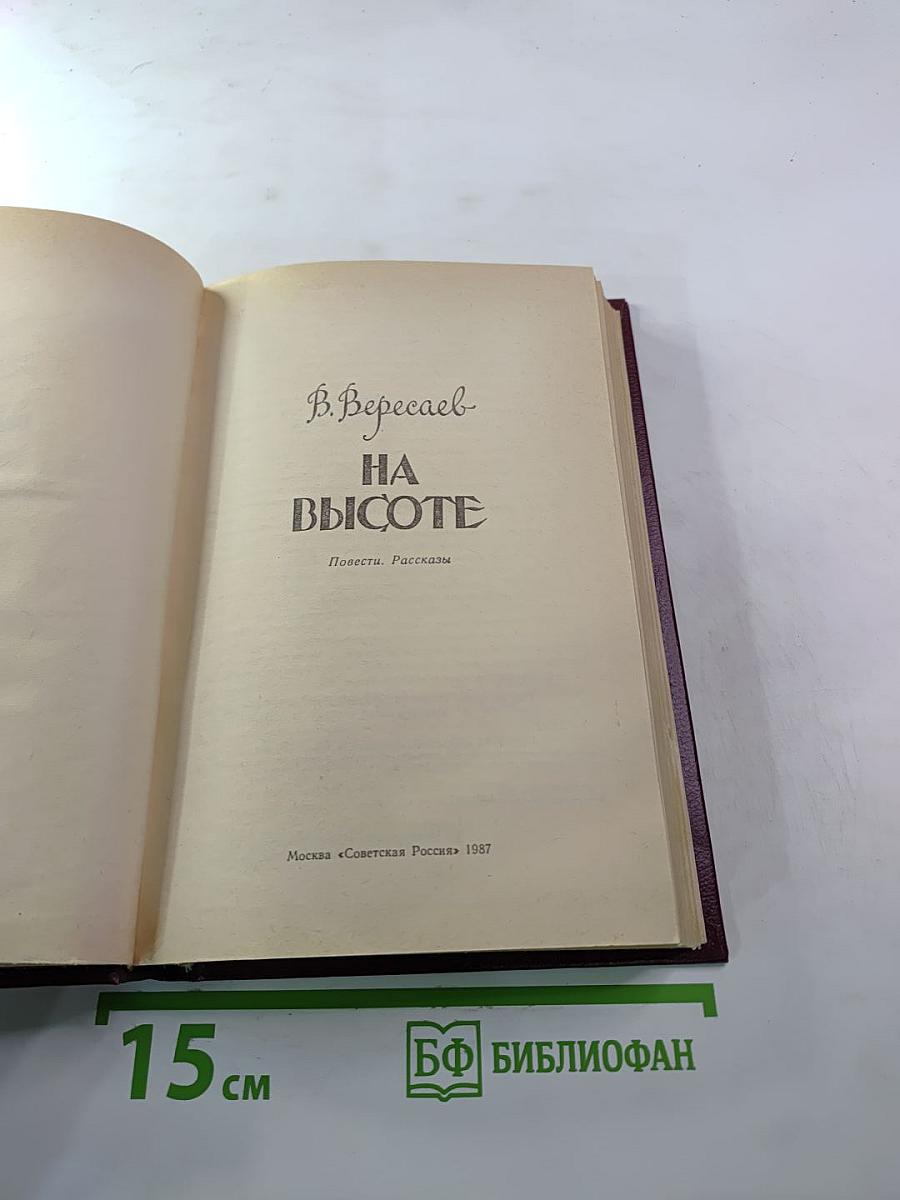 В. Вересаев
НА
ВЫСОТЕ
Повести. Рассказы
Москва «Советская Россия» 1987
15 см
БФ БИБЛИОФАН